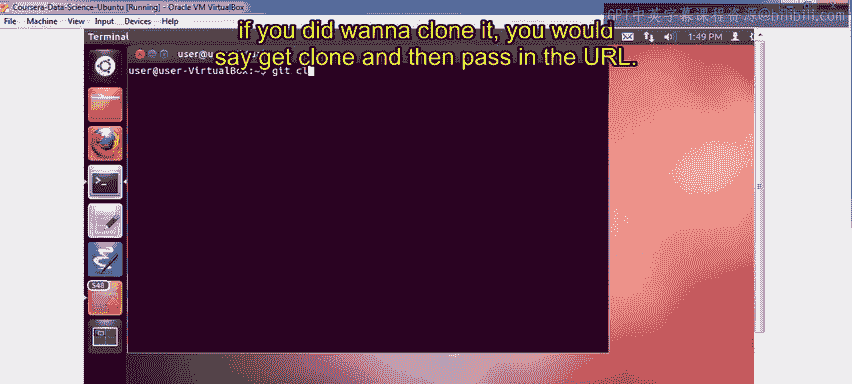 Coursera-Data-Science-Ubuntu [Running] - Oracle VM VirtualBox
File Machine View Input Devices Help
if you did wanna clone it, you would
say get clone and then pass in the URL.
Terminal
1:49 PM
user@user-VirtualBox:~$ git cl
548